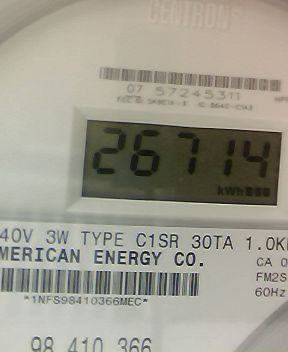 CENTRON®
07 57245311
26714
kWh
40V 3W TYPE C1SR 30TA 1.0K
MERICAN ENERGY CO.
CA 0
FM2S
60Hz
*1NFS98410366MEC*
98 410 366